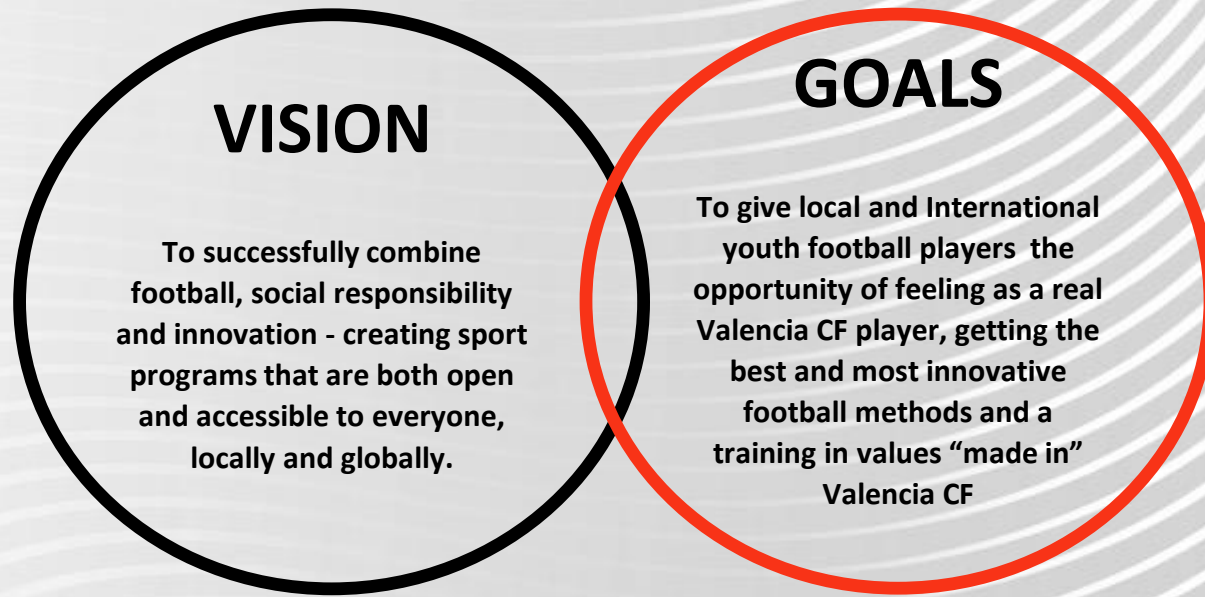 VISION
To successfully combine
football, social responsibility
and innovation - creating sport
programs that are both open
and accessible to everyone,
locally and globally.
GOALS
To give local and International
youth football players  the
opportunity of feeling as a real
Valencia CF player, getting the
best and most innovative
football methods and a
training in values “made in”
Valencia CF